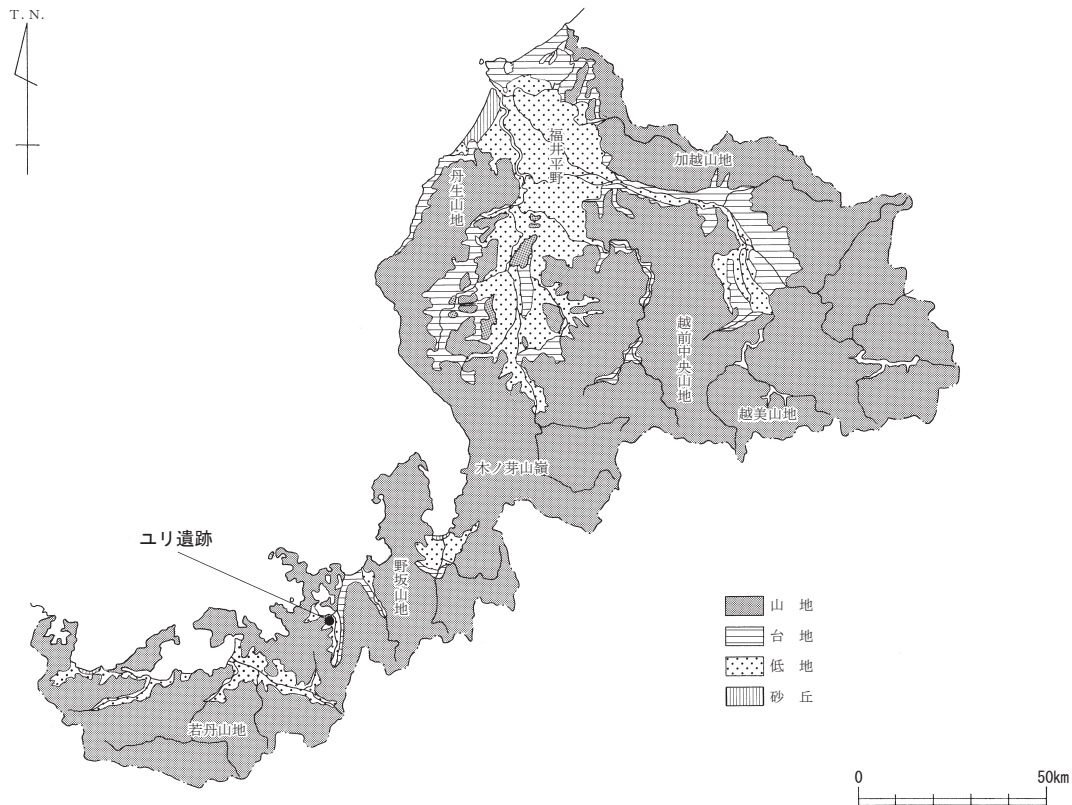 T. N.
福井平野
加越山地
丹生山地
越前中央山地
越美山地
木ノ芽山嶺
ユリ遺跡
野坂山地
若丹山地
山 地
台 地
低 地
砂 丘
0 50km